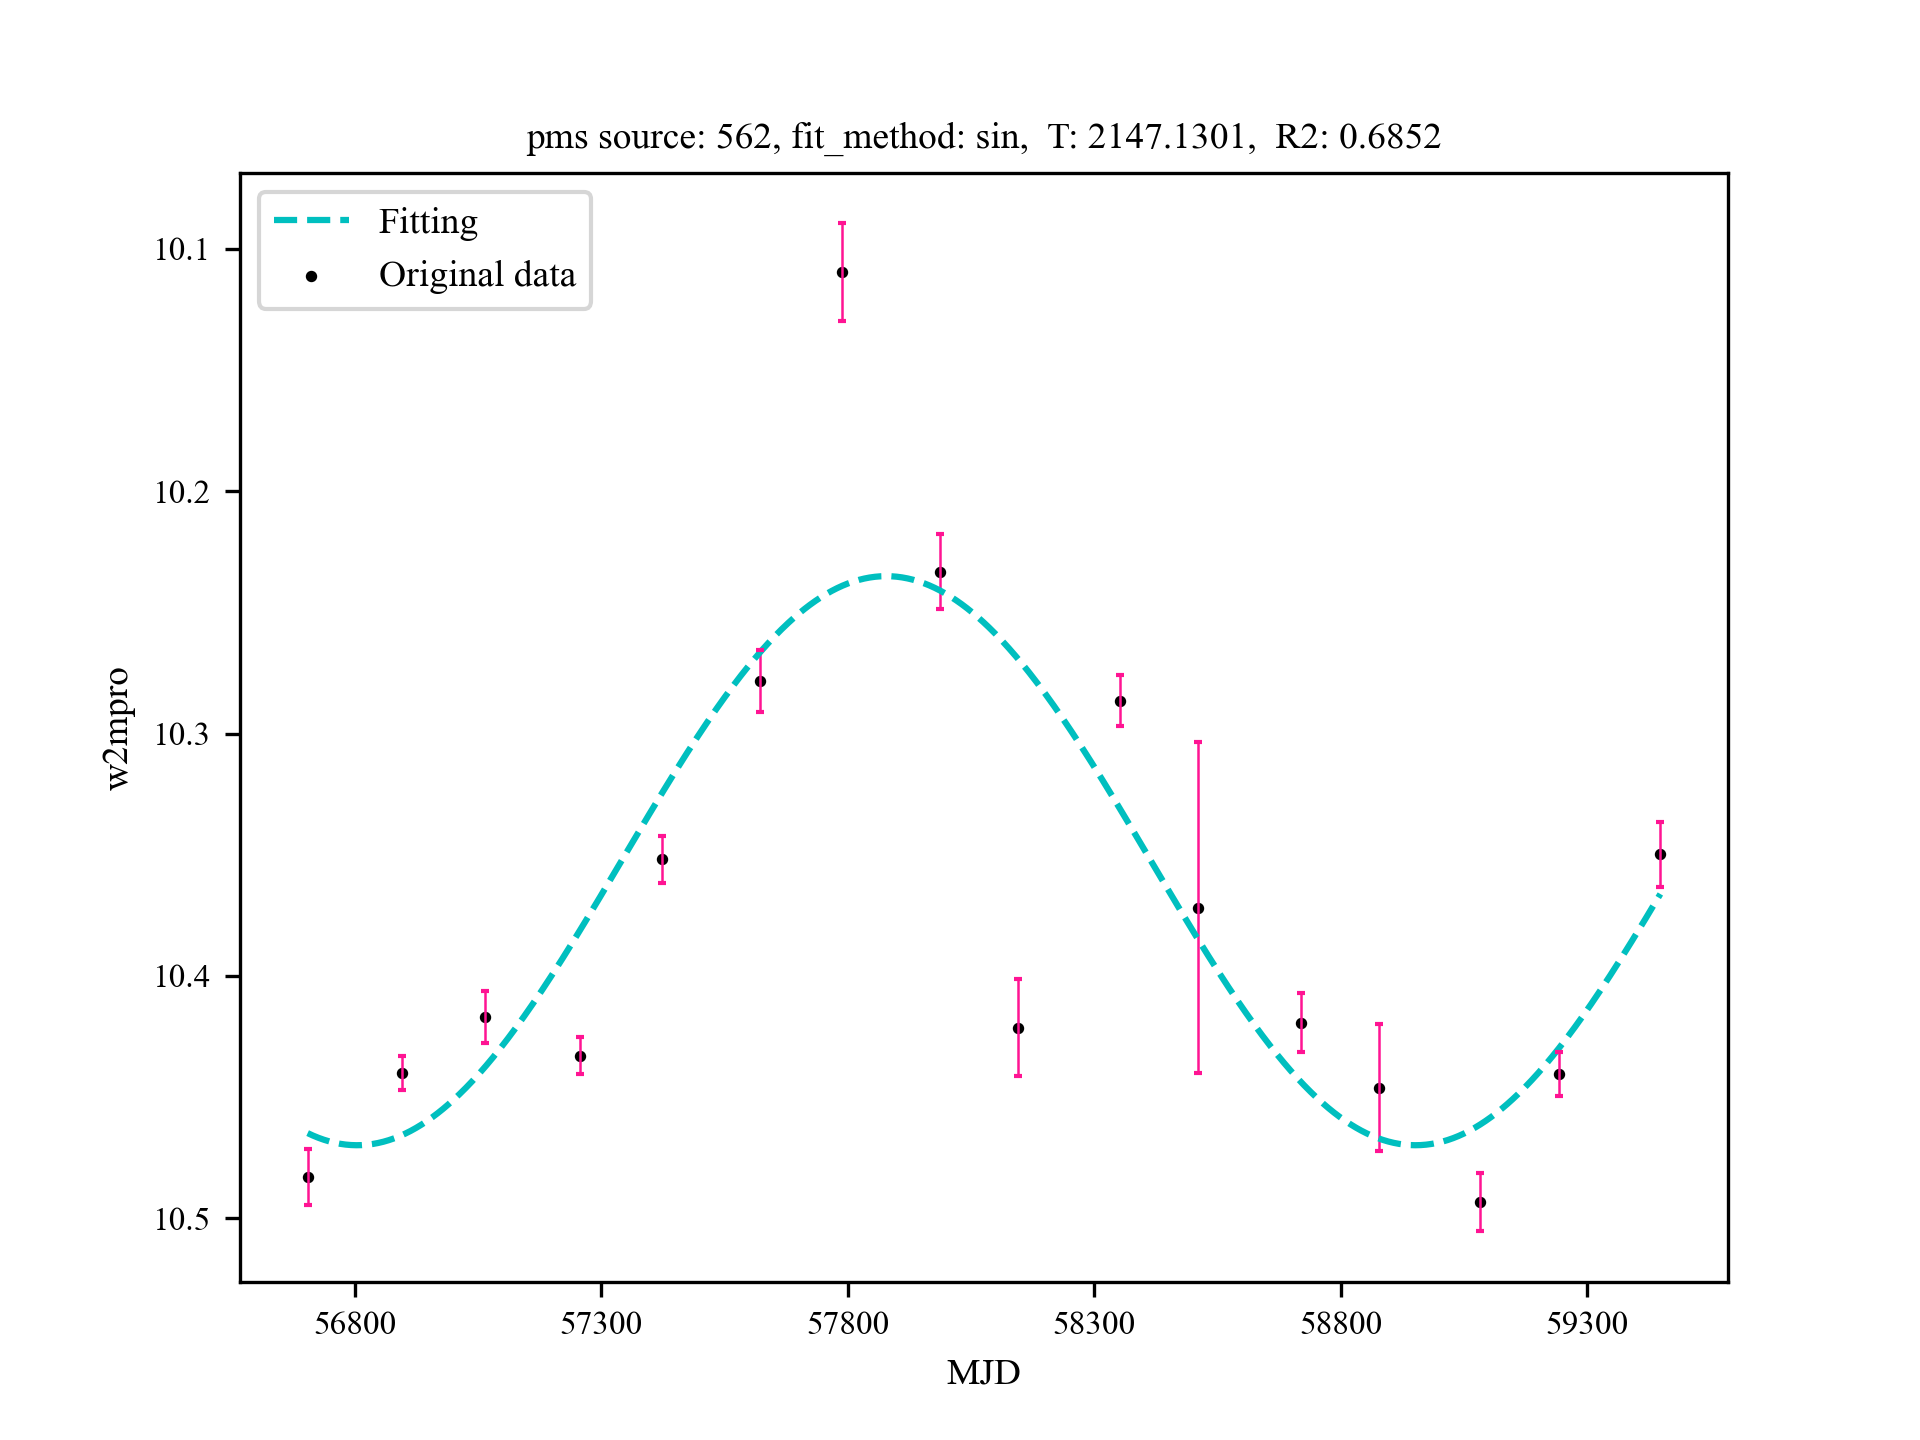 pms source: 562, fit_method: sin,  T: 2147.1301,  R2: 0.6852
Fitting
Original data
10.1
10.2
10.3
10.4
10.5
w2mpro
56800 57300 57800 58300 58800 59300
MJD